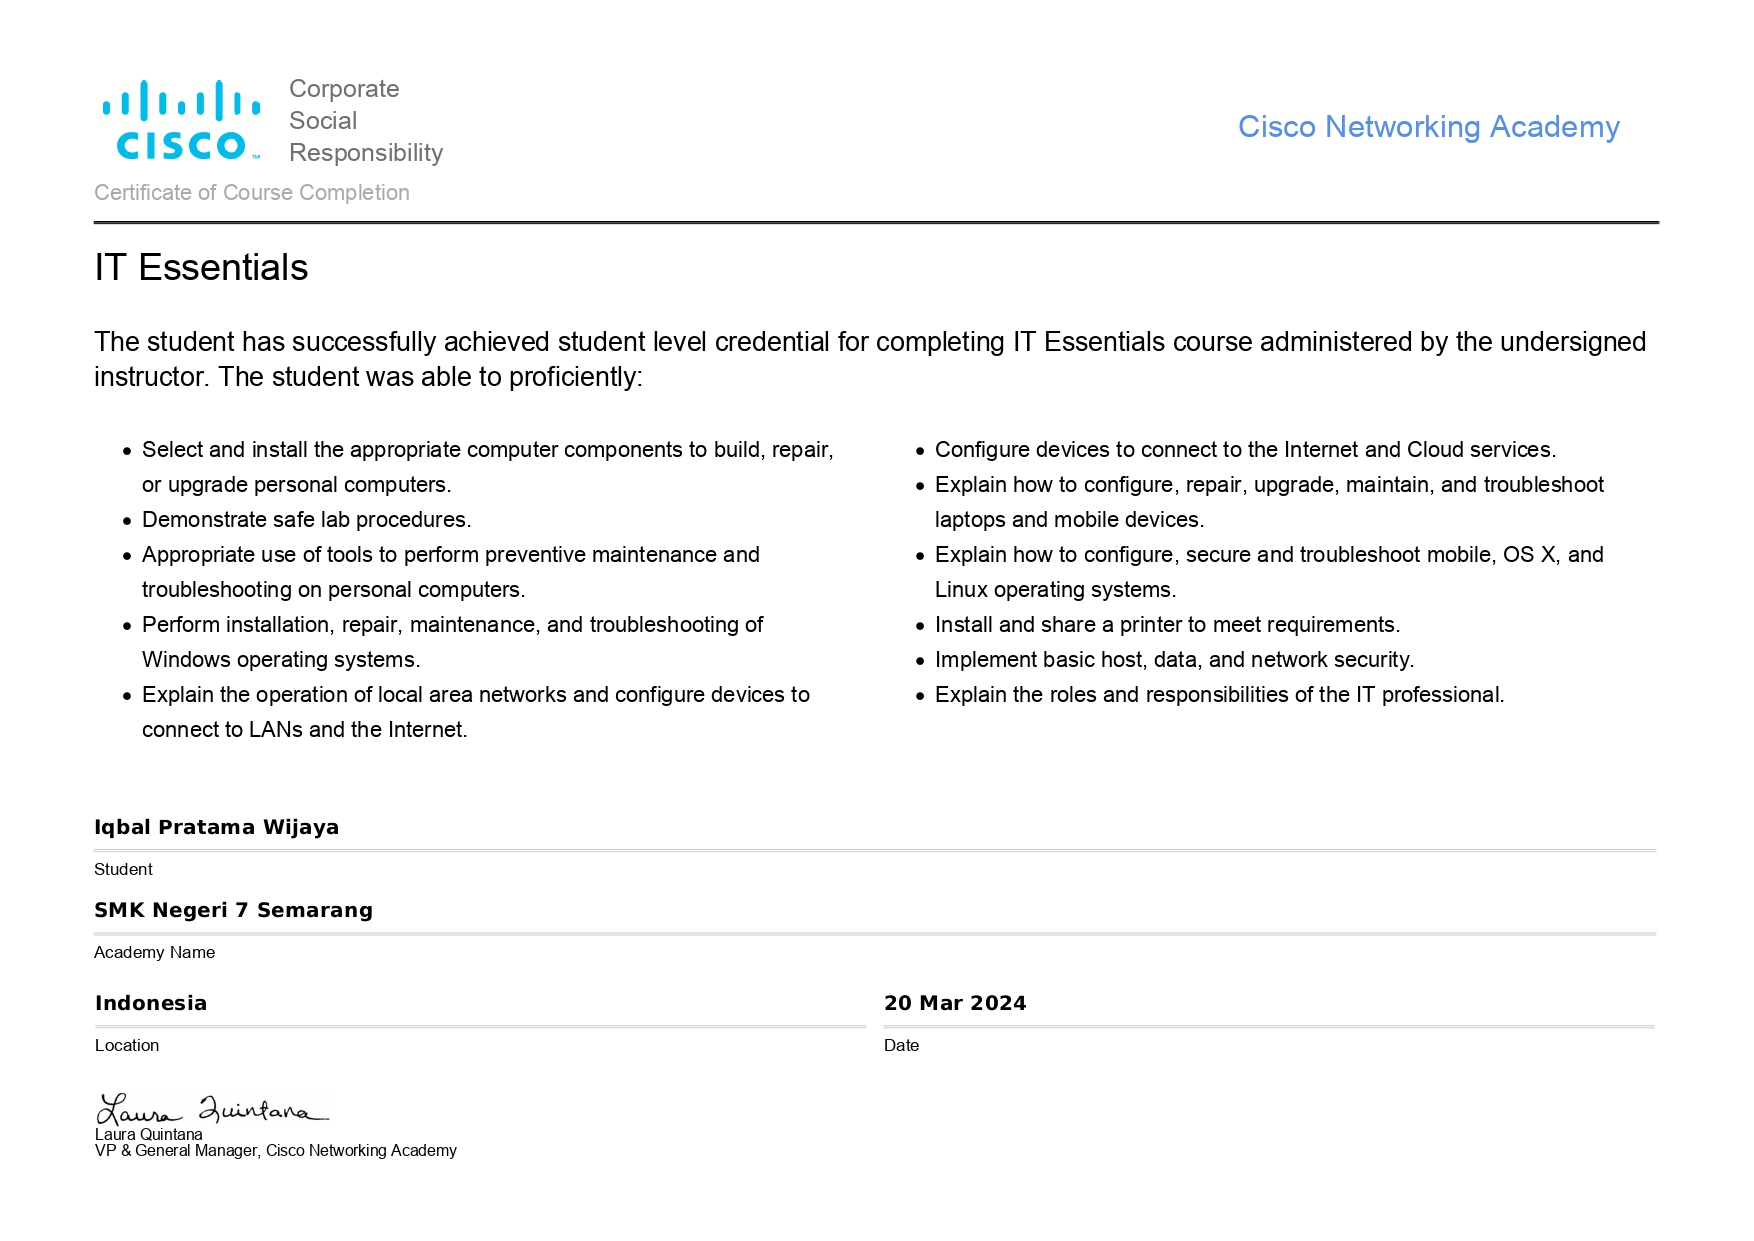 CISCO™
Corporate
Social
Responsibility
Cisco Networking Academy
Certificate of Course Completion
IT Essentials
The student has successfully achieved student level credential for completing IT Essentials course administered by the undersigned
instructor. The student was able to proficiently:
• Select and install the appropriate computer components to build, repair,
or upgrade personal computers.
• Demonstrate safe lab procedures.
• Appropriate use of tools to perform preventive maintenance and
troubleshooting on personal computers.
• Perform installation, repair, maintenance, and troubleshooting of
Windows operating systems.
• Explain the operation of local area networks and configure devices to
connect to LANs and the Internet.
• Configure devices to connect to the Internet and Cloud services.
• Explain how to configure, repair, upgrade, maintain, and troubleshoot
laptops and mobile devices.
• Explain how to configure, secure and troubleshoot mobile, OS X, and
Linux operating systems.
• Install and share a printer to meet requirements.
• Implement basic host, data, and network security.
• Explain the roles and responsibilities of the IT professional.
Iqbal Pratama Wijaya
Student
SMK Negeri 7 Semarang
Academy Name
Indonesia
Location
20 Mar 2024
Date
Laura Quintana
Laura Quintana
VP & General Manager, Cisco Networking Academy